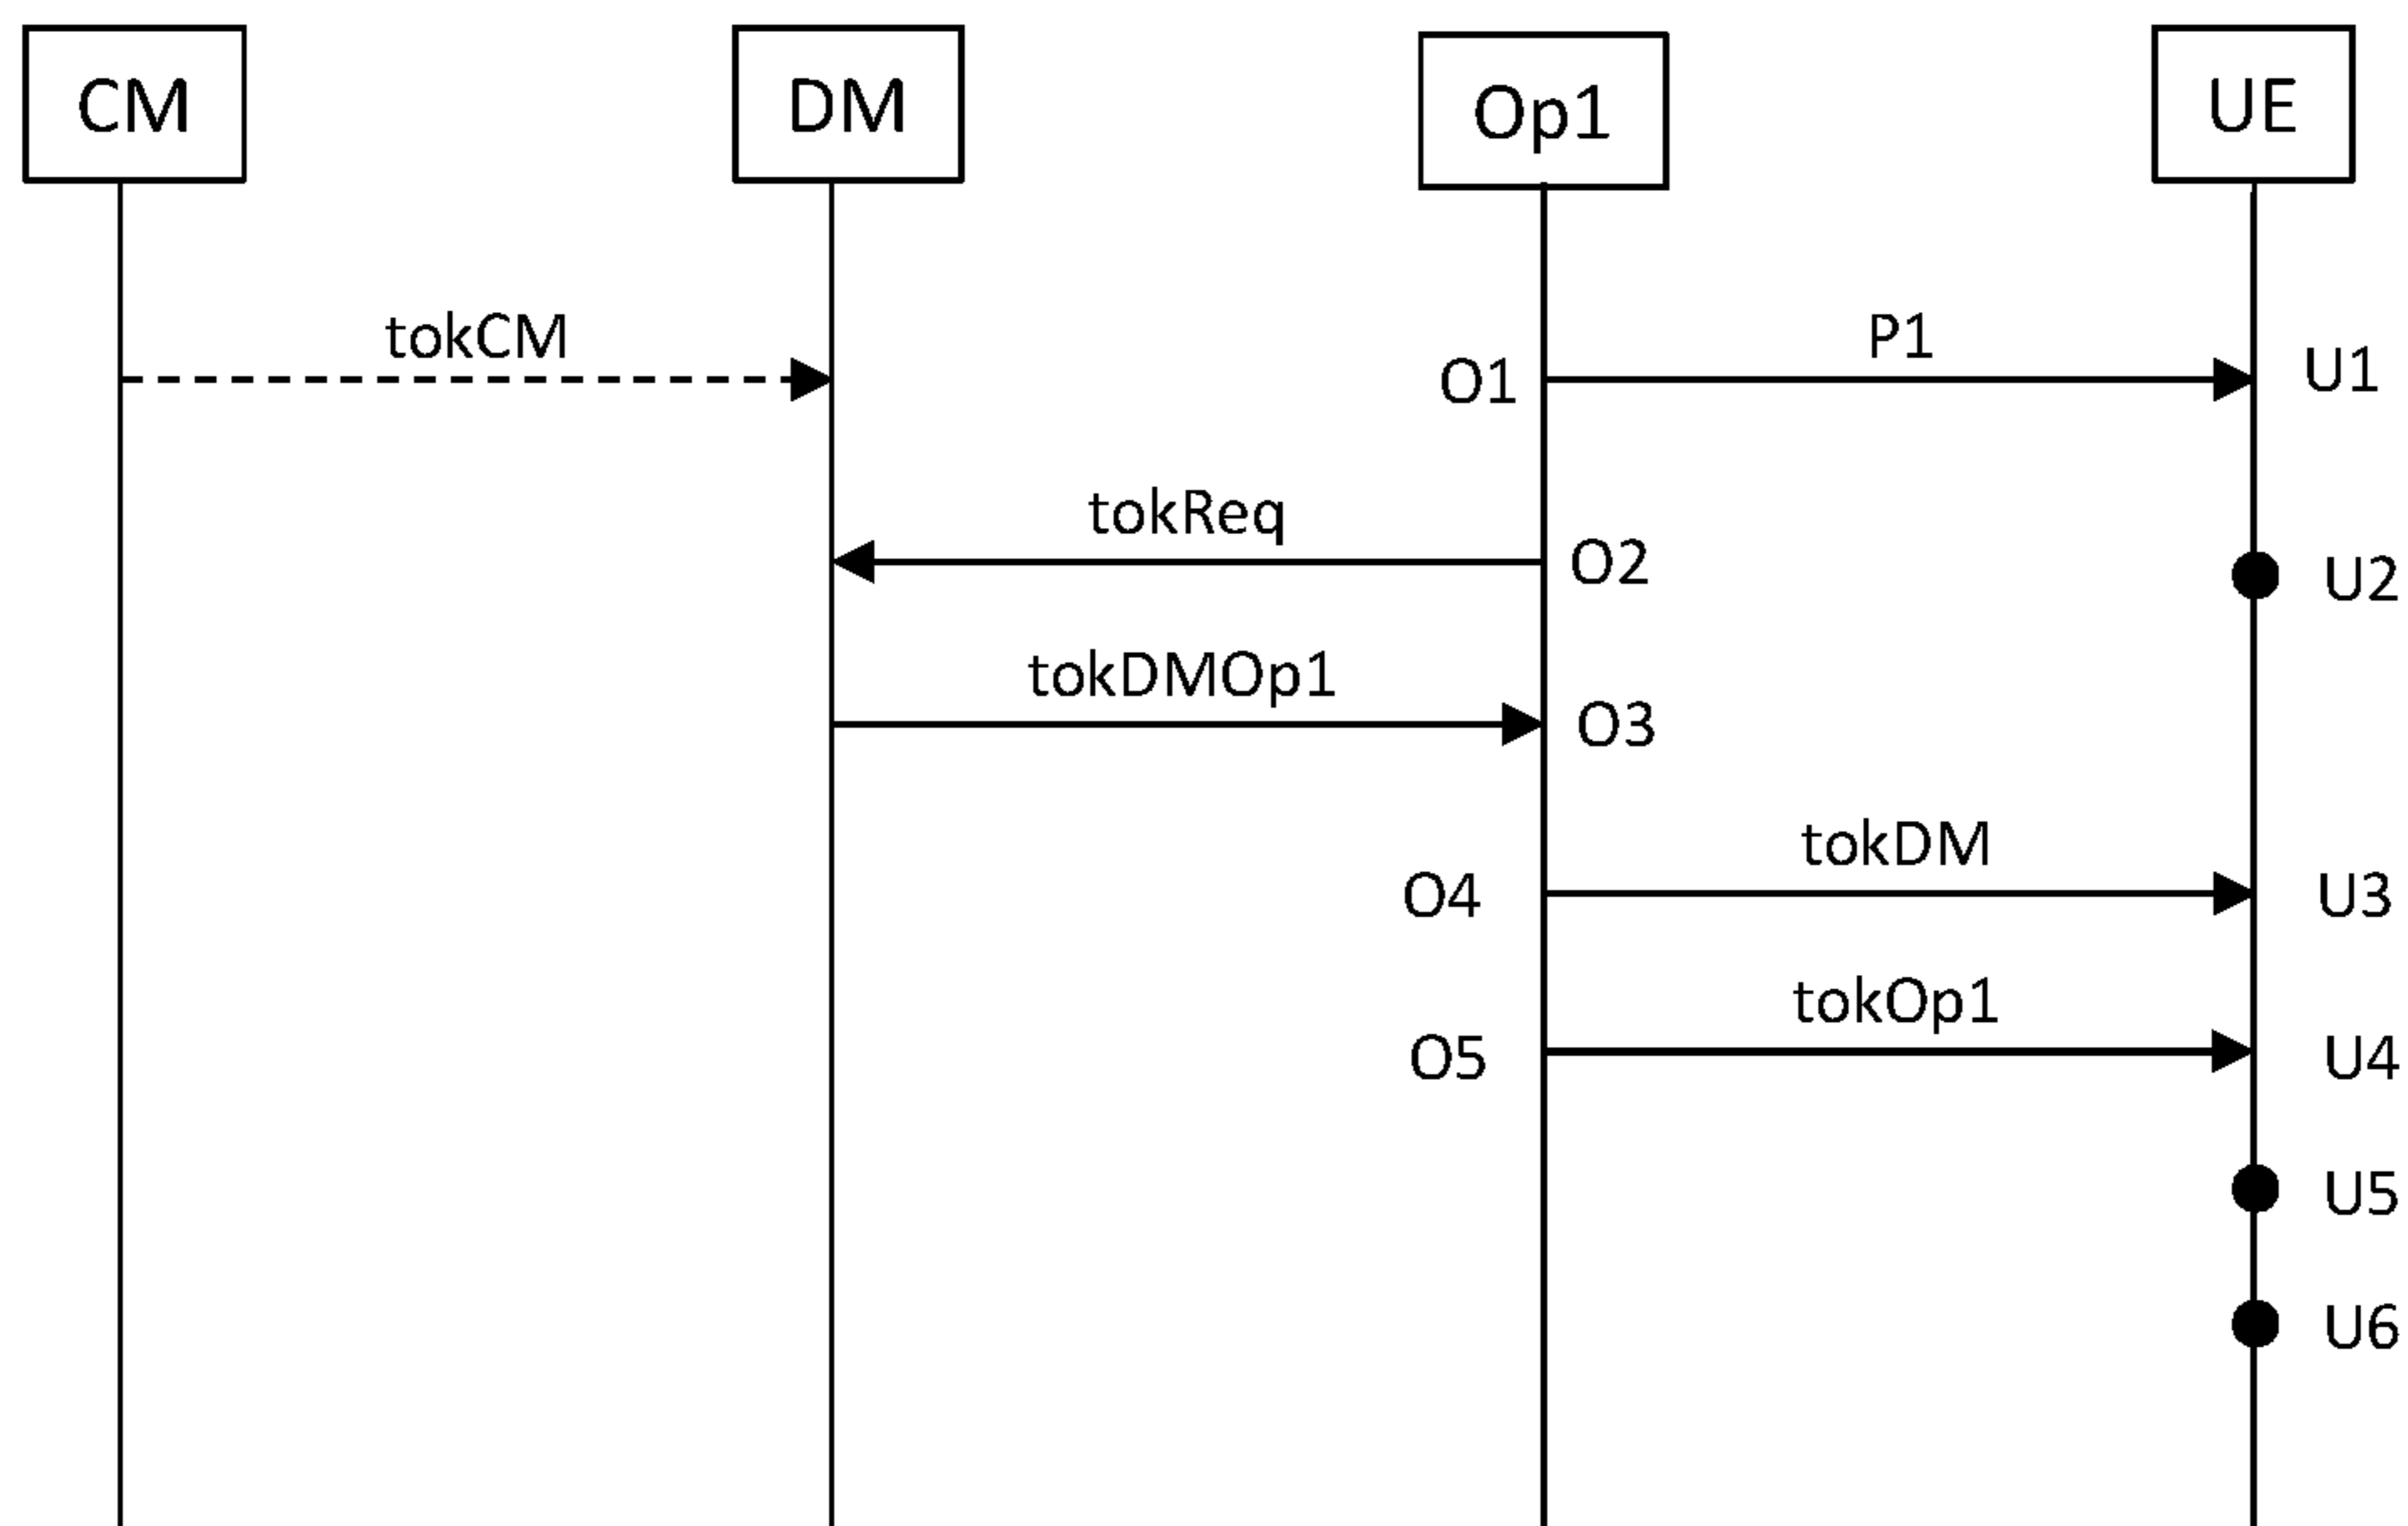 CM
DM
Op1
UE
tokCM
P1
O1
U1
tokReq
O2
U2
tokDMOp1
O3
tokDM
O4
U3
tokOp1
O5
U4
U5
U6